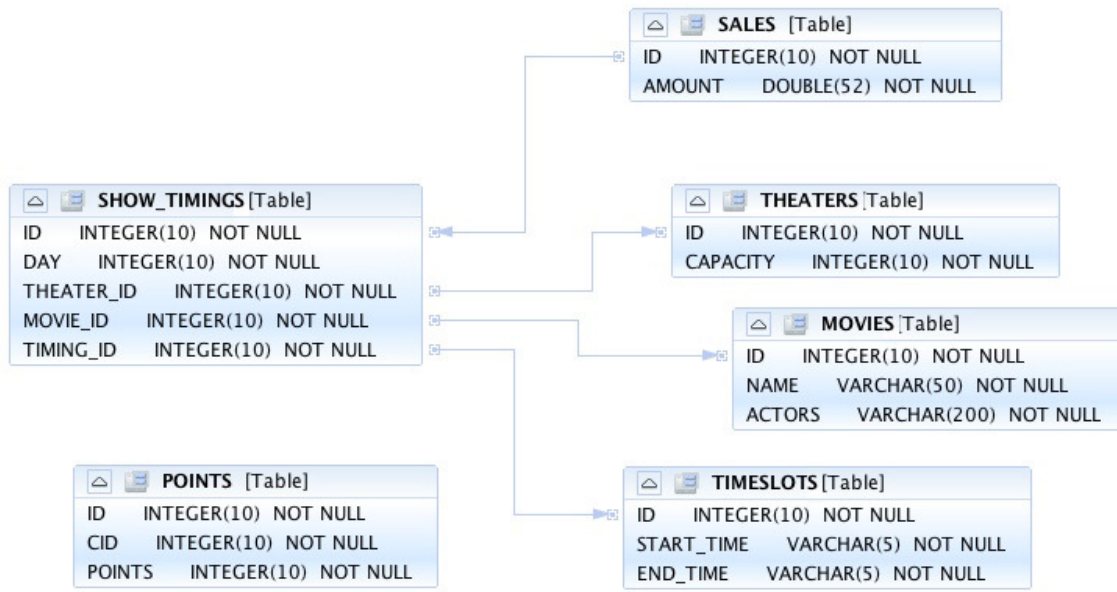 SALES [Table]
ID INTEGER(10) NOT NULL
AMOUNT DOUBLE(52) NOT NULL
SHOW_TIMINGS [Table]
ID INTEGER(10) NOT NULL
DAY INTEGER(10) NOT NULL
THEATER_ID INTEGER(10) NOT NULL
MOVIE_ID INTEGER(10) NOT NULL
TIMING_ID INTEGER(10) NOT NULL
THEATERS [Table]
ID INTEGER(10) NOT NULL
CAPACITY INTEGER(10) NOT NULL
MOVIES [Table]
ID INTEGER(10) NOT NULL
NAME VARCHAR(50) NOT NULL
ACTORS VARCHAR(200) NOT NULL
POINTS [Table]
ID INTEGER(10) NOT NULL
CID INTEGER(10) NOT NULL
POINTS INTEGER(10) NOT NULL
TIMESLOTS [Table]
ID INTEGER(10) NOT NULL
START_TIME VARCHAR(5) NOT NULL
END_TIME VARCHAR(5) NOT NULL